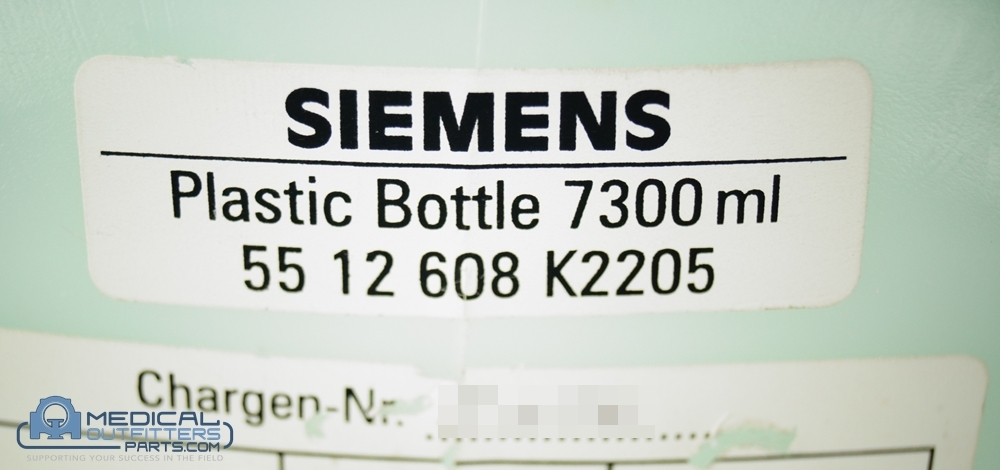 SIEMENS
Plastic Bottle 7300 ml
55 12 608 K2205
Chargen-Nr.
MEDICAL
OUTFITTERS
PARTS.COM
SUPPORTING YOUR SUCCESS IN THE FIELD